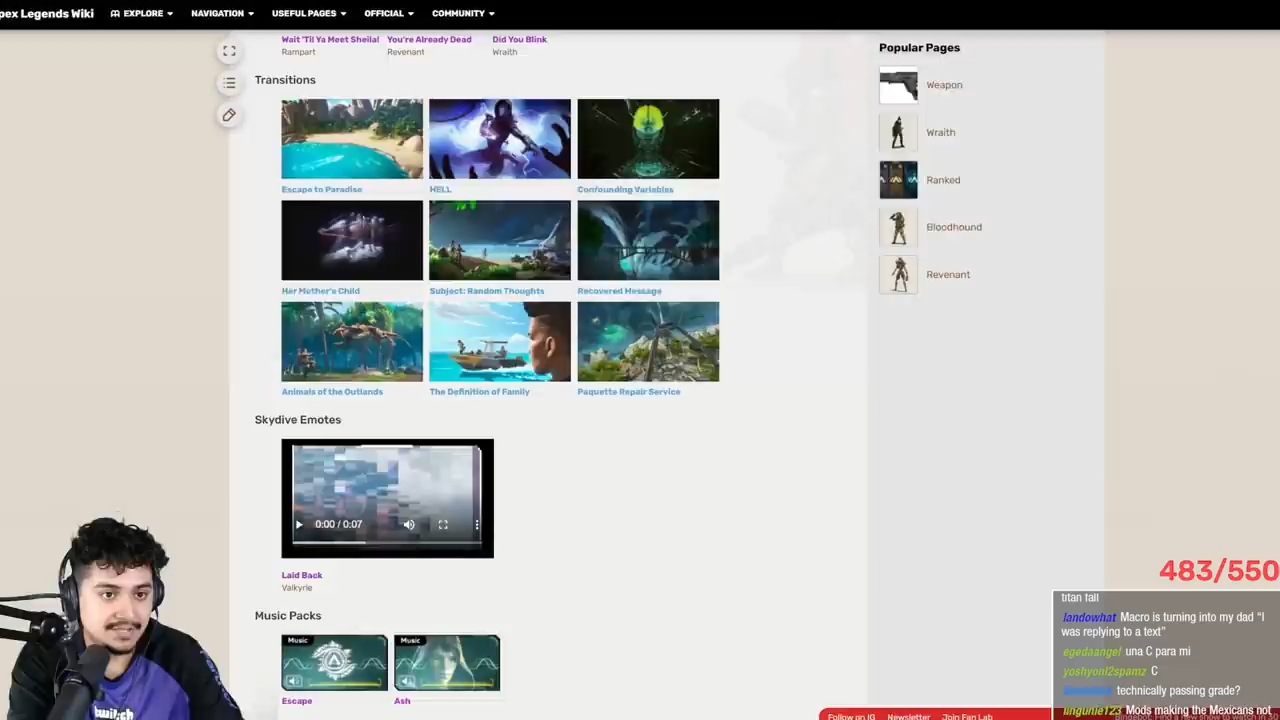 pex Legends Wiki EXPLORE NAVIGATION USEFUL PAGES OFFICIAL COMMUNITY
Wait 'Til Ya Meet Sheila! You're Already Dead Did You Blink
Rampart Revenant Wraith
Transitions
Escape to Paradise HELL Confounding Variables
Her Mother's Child Subject: Random Thoughts Recovered Message
Animals of the Outlands The Definition of Family Paquette Repair Service
Skydive Emotes
0:00 / 0:07
Laid Back
Valkyrie
Music Packs
Music Music
Escape Ash
Popular Pages
Weapon
Wraith
Ranked
Bloodhound
Revenant
483/550
titan fall
landowhat Macro is turning into my dad “I
was replying to a text”
egedaangel una C para mi
yoshyonl2spamz C
technically passing grade?
lingunie123 Mods making the Mexicans not
Follow on IG Newsletter Join Fan Lab
twitch